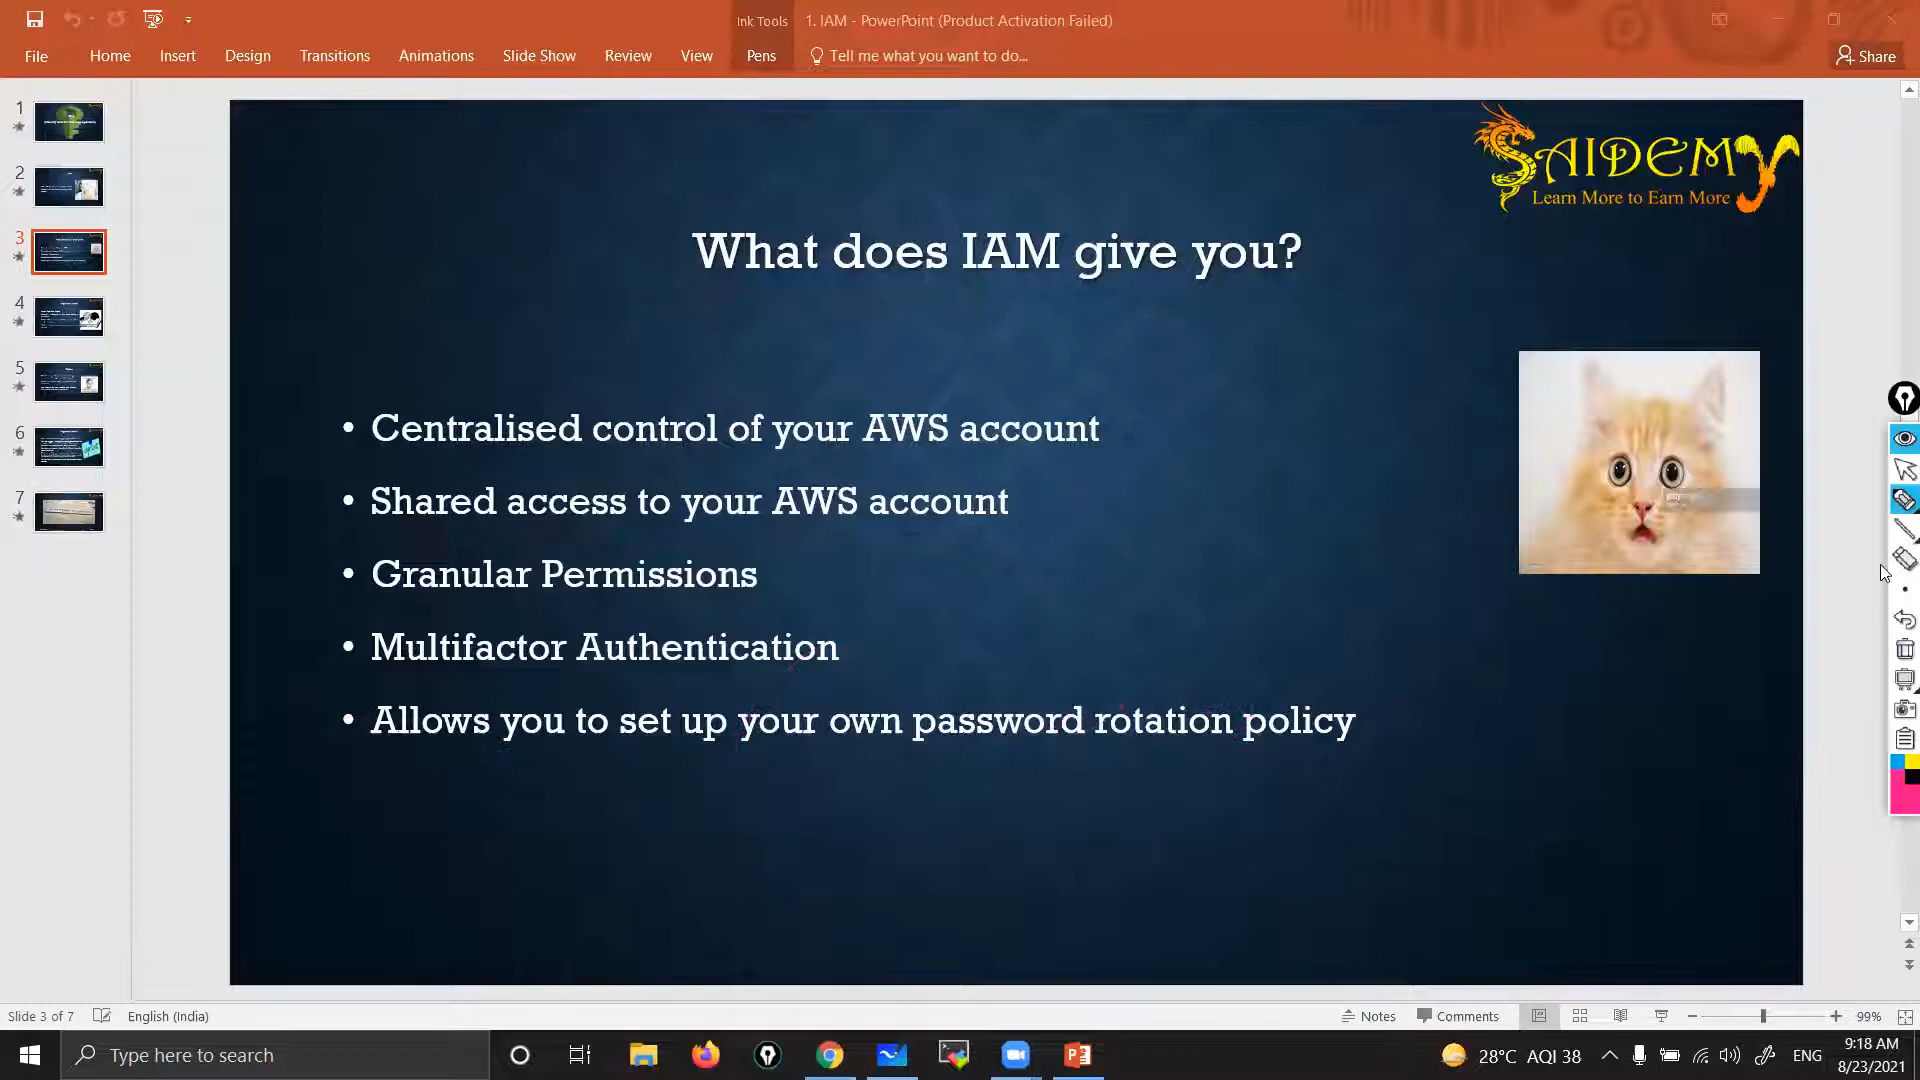 Ink Tools
1. IAM - PowerPoint (Product Activation Failed)
File Home Insert Design Transitions Animations Slide Show Review View Pens Tell me what you want to do... Share
1
2
3
4
5
6
7
SAIDEMY
Learn More to Earn More
What does IAM give you?
• Centralised control of your AWS account
• Shared access to your AWS account
• Granular Permissions
• Multifactor Authentication
• Allows you to set up your own password rotation policy
Slide 3 of 7 English (India) Notes Comments 99%
Type here to search
28°C AQI 38 ENG
9:18 AM
8/23/2021